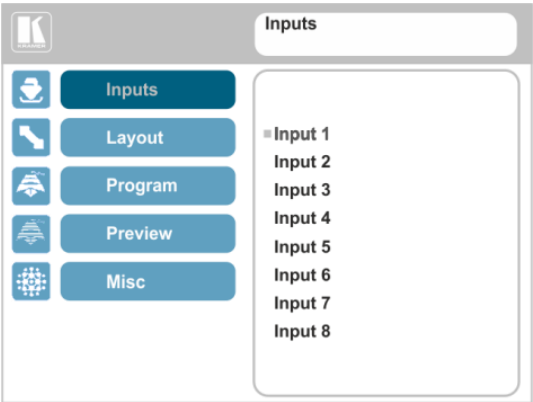 KRAMER
Inputs
Inputs
Layout
Program
Preview
Misc
Input 1
Input 2
Input 3
Input 4
Input 5
Input 6
Input 7
Input 8